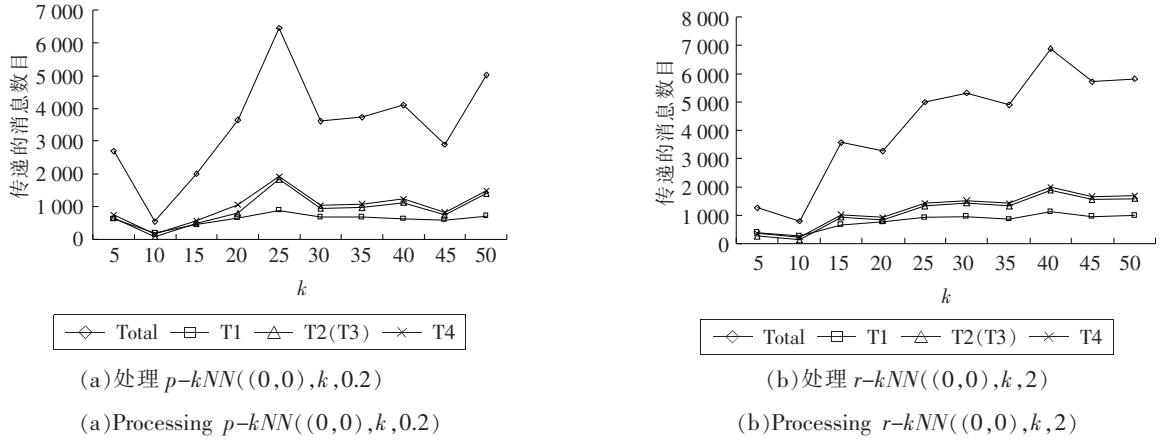 7 000
6 000
5 000
4 000
3 000
2 000
1 000
0
传递的消息数目
5 10 15 20 25 30 35 40 45 50
k
Total T1 T2(T3) T4
(a)处理 p-kNN((0,0),k,0.2)
(a)Processing p-kNN((0,0),k,0.2)
8 000
7 000
6 000
5 000
4 000
3 000
2 000
1 000
0
传递的消息数目
5 10 15 20 25 30 35 40 45 50
k
Total T1 T2(T3) T4
(b)处理 r-kNN((0,0),k,2)
(b)Processing r-kNN((0,0),k,2)